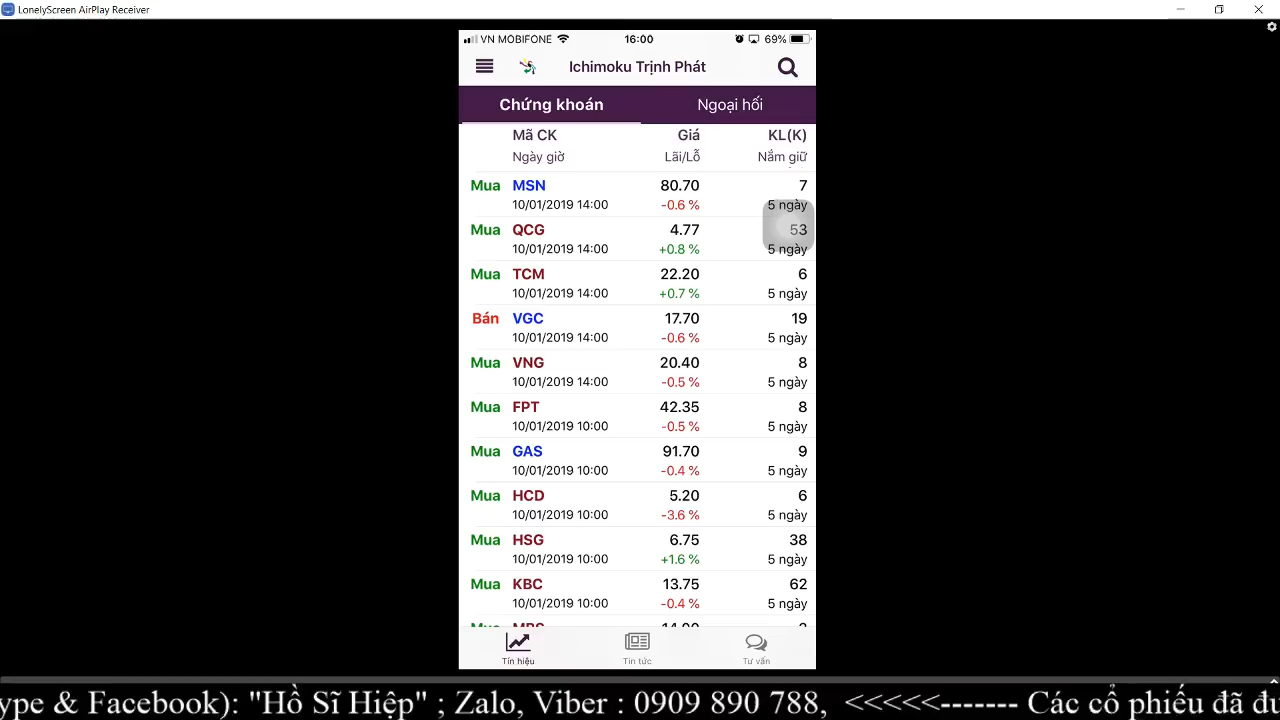 LonelyScreen AirPlay Receiver
VN MOBIFONE 16:00 69%
Ichimoku Trịnh Phát
Chứng khoán Ngoại hối
Mã CK Giá KL(K)
Ngày giờ Lãi/Lỗ Nắm giữ
Mua MSN 80.70 7
10/01/2019 14:00 -0.6 % 5 ngày
Mua QCG 4.77 53
10/01/2019 14:00 +0.8 % 5 ngày
Mua TCM 22.20 6
10/01/2019 14:00 +0.7 % 5 ngày
Bán VGC 17.70 19
10/01/2019 14:00 -0.6 % 5 ngày
Mua VNG 20.40 8
10/01/2019 14:00 -0.5 % 5 ngày
Mua FPT 42.35 8
10/01/2019 10:00 -0.5 % 5 ngày
Mua GAS 91.70 9
10/01/2019 10:00 -0.4 % 5 ngày
Mua HCD 5.20 6
10/01/2019 10:00 -3.6 % 5 ngày
Mua HSG 6.75 38
10/01/2019 10:00 +1.6 % 5 ngày
Mua KBC 13.75 62
10/01/2019 10:00 -0.4 % 5 ngày
Tín hiệu Tin tức Tư vấn
ype & Facebook): "Hồ Sĩ Hiệp" ; Zalo, Viber : 0909 890 788, <<<<<------- Các cổ phiếu đã đu